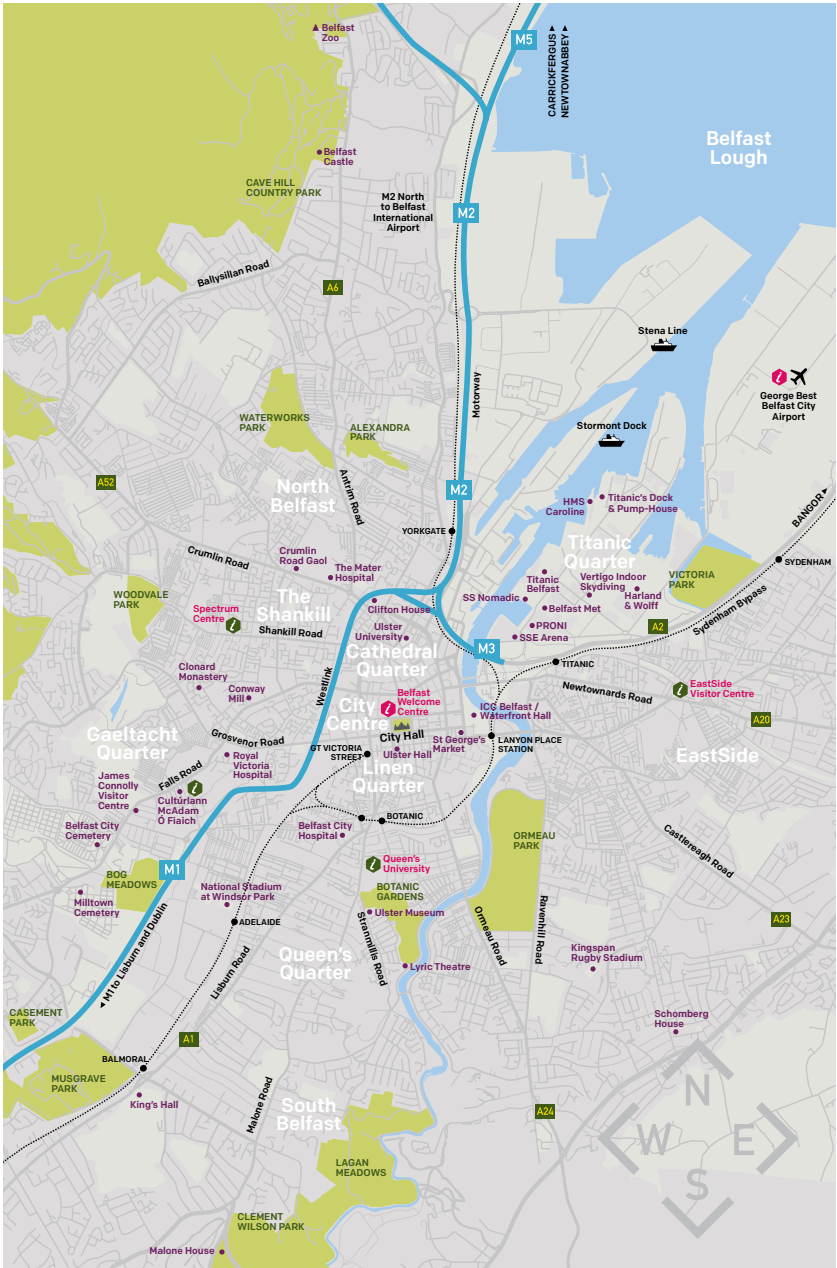 Belfast
Zoo
M5
CARRICKFERGUS
NEWTOWNABBEY
Belfast
Lough
Belfast
Castle
CAVE HILL
COUNTRY PARK
M2 North
to Belfast
International
Airport
M2
Ballysillan Road
A6
Stena Line
George Best
Belfast City
Airport
Motorway
WATERWORKS
PARK
ALEXANDRA
PARK
Stormont Dock
A52
North
Belfast
Antrim Road
M2
HMS
Caroline
Titanic's Dock
& Pump-House
BANGOR
YORKGATE
Titanic
Quarter
Crumlin Road
Crumlin
Road Gaol
The Mater
Hospital
SYDENHAM
Titanic
Belfast
Vertigo Indoor
Skydiving
VICTORIA
PARK
Harland
& Wolff
WOODVALE
PARK
The
Shankill
Spectrum
Centre
Clifton House
SS Nomadic
Belfast Met
Sydenham Bypass
Shankill Road
Ulster
University
PRONI
SSE Arena
A2
Cathedral
Quarter
M3
TITANIC
Clonard
Monastery
Conway
Mill
Westlink
Newtownards Road
EastSide
Visitor Centre
City
Centre
Belfast
Welcome
Centre
ICC Belfast /
Waterfront Hall
A20
Gaeltacht
Quarter
Grosvenor Road
City Hall
St George's
Market
LANYON PLACE
STATION
EastSide
GT VICTORIA
STREET
Ulster Hall
Royal
Victoria
Hospital
Linen
Quarter
Falls Road
James
Connolly
Visitor
Centre
Cultúrlann
McAdam
Ó Fiaich
BOTANIC
Belfast City
Cemetery
Belfast City
Hospital
ORMEAU
PARK
Castlereagh Road
M1
BOG
MEADOWS
Queen's
University
National Stadium
at Windsor Park
BOTANIC
GARDENS
Milltown
Cemetery
Ulster Museum
ADELAIDE
Stranmillis Road
Ormeau Road
Ravenhill Road
A23
M1 to Lisburn and Dublin
Lisburn Road
Queen's
Quarter
Lyric Theatre
Kingspan
Rugby Stadium
CASEMENT
PARK
A1
Schomberg
House
BALMORAL
MUSGRAVE
PARK
King's Hall
Malone Road
South
Belfast
A24
N
W
E
S
LAGAN
MEADOWS
CLEMENT
WILSON PARK
Malone House